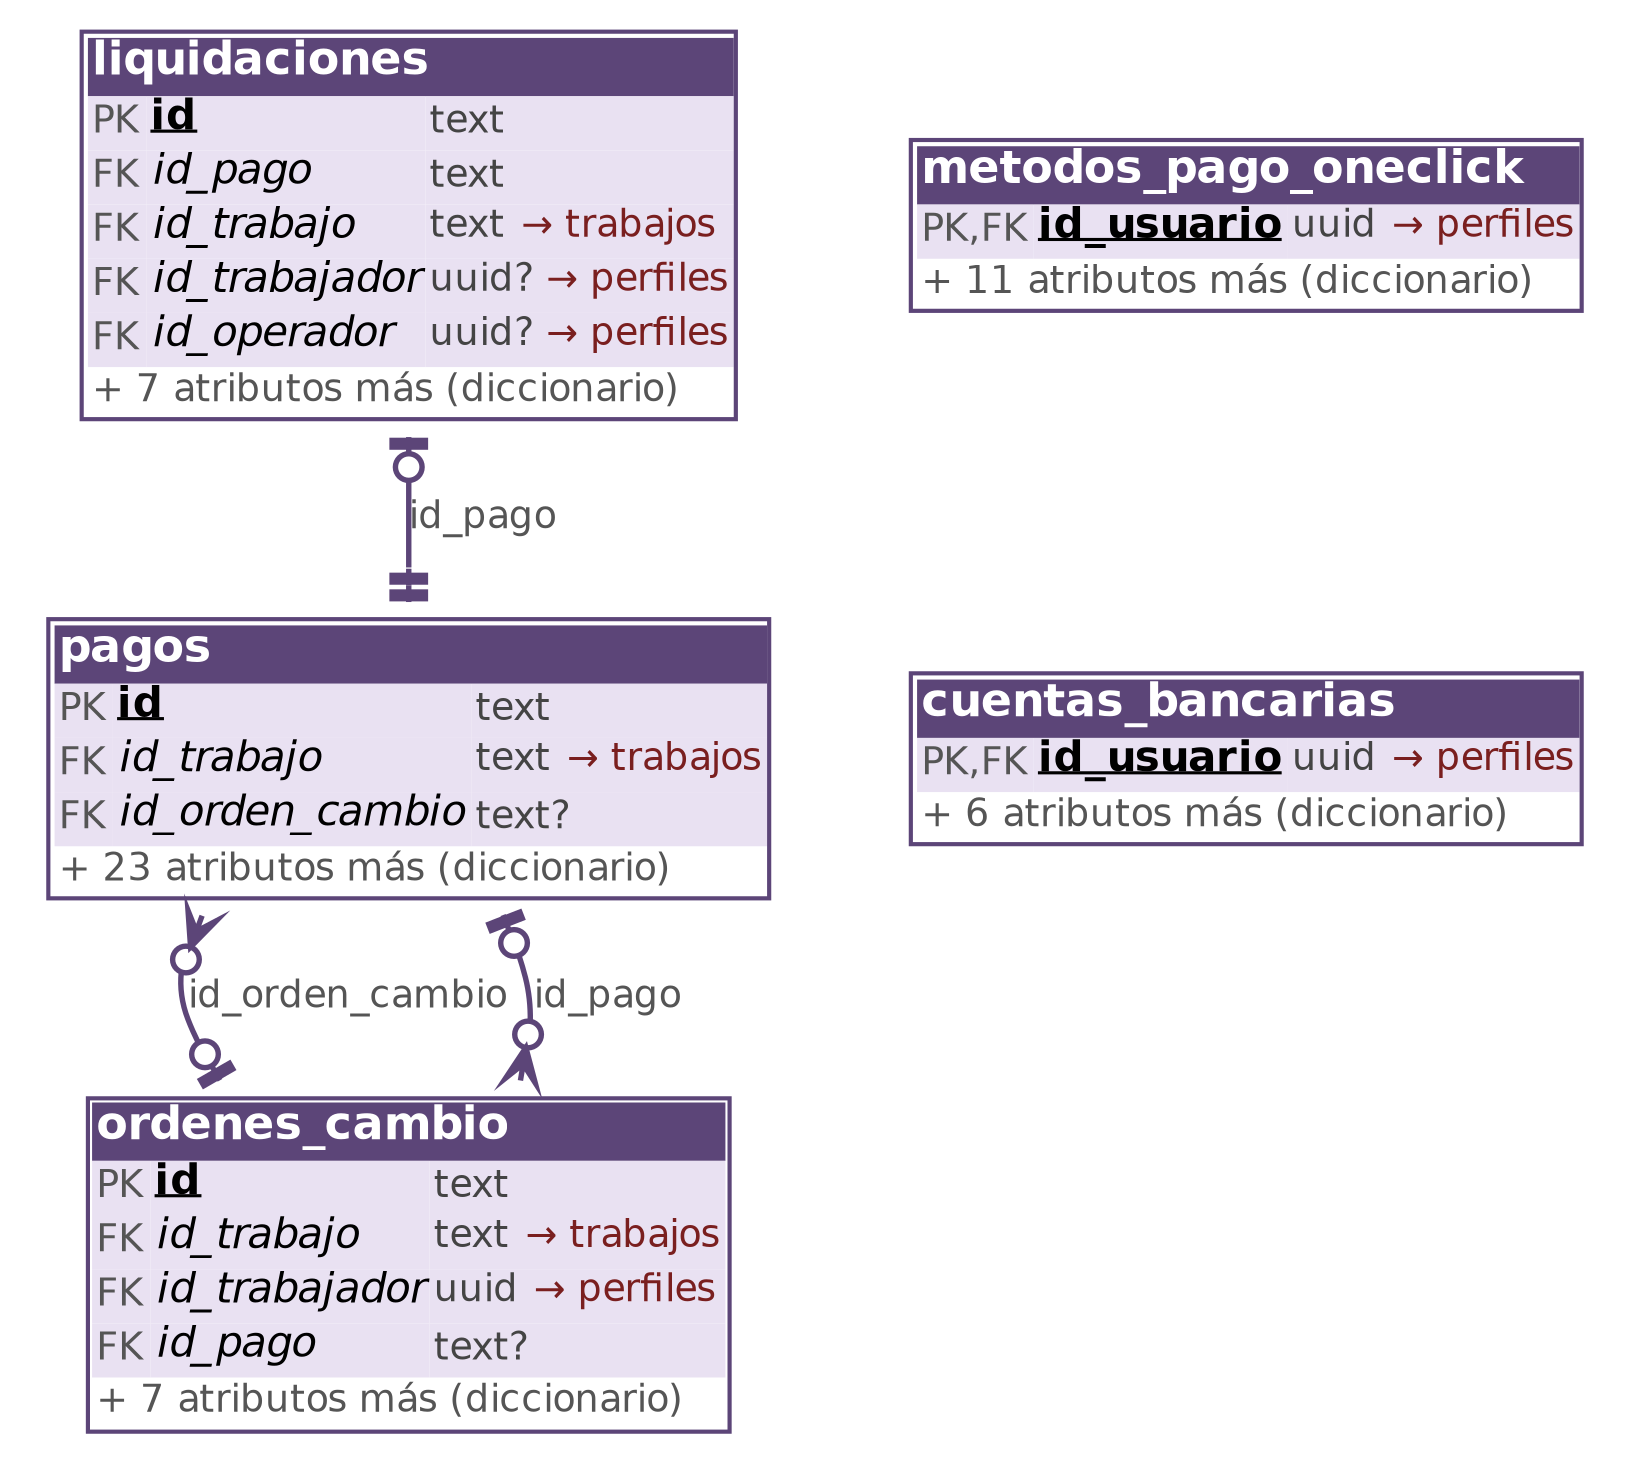 liquidaciones
PK id text
FK id_pago text
FK id_trabajo text → trabajos
FK id_trabajador uuid? → perfiles
FK id_operador uuid? → perfiles
+ 7 atributos más (diccionario)
metodos_pago_oneclick
PK,FK id_usuario uuid → perfiles
+ 11 atributos más (diccionario)
id_pago
pagos
PK id text
FK id_trabajo text → trabajos
FK id_orden_cambio text?
+ 23 atributos más (diccionario)
cuentas_bancarias
PK,FK id_usuario uuid → perfiles
+ 6 atributos más (diccionario)
id_orden_cambio id_pago
ordenes_cambio
PK id text
FK id_trabajo text → trabajos
FK id_trabajador uuid → perfiles
FK id_pago text?
+ 7 atributos más (diccionario)